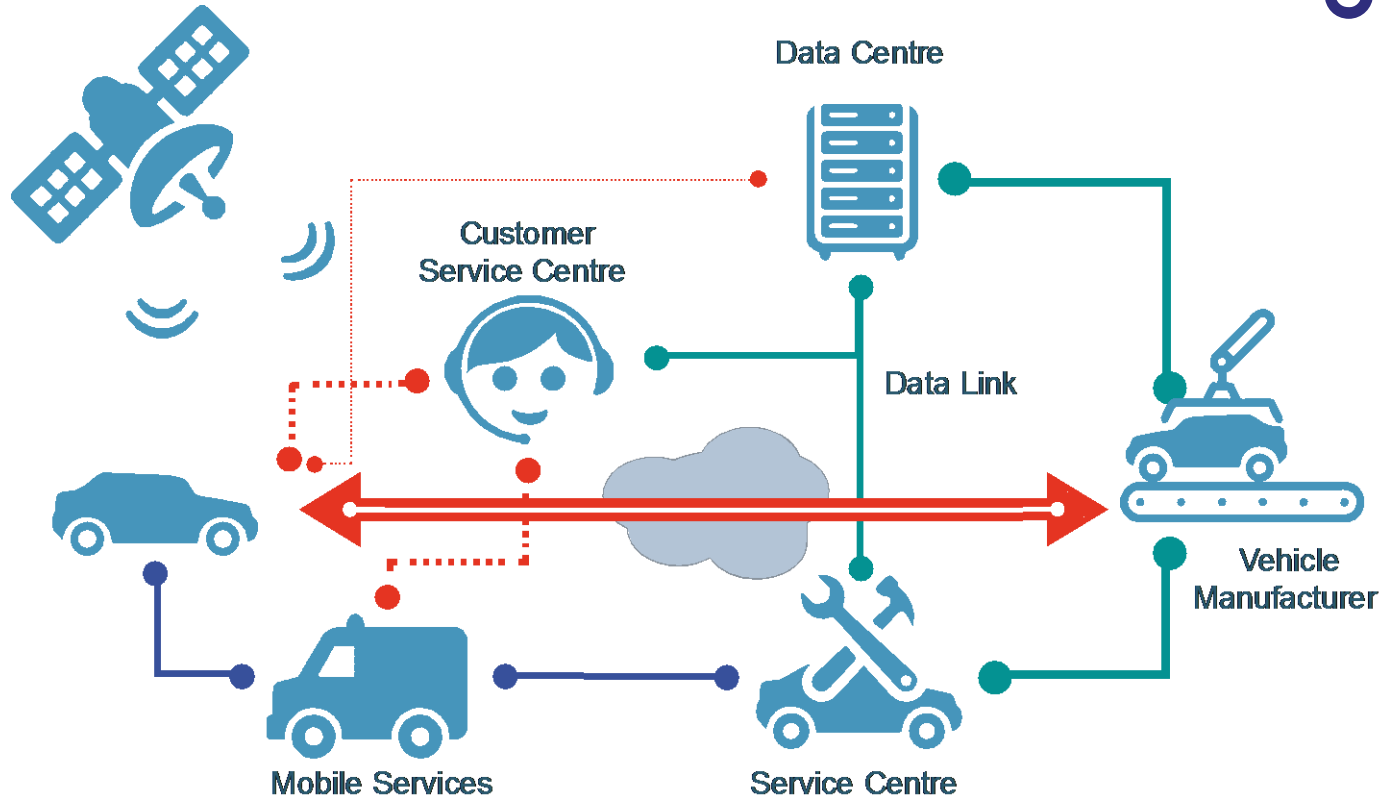 Data Centre
Customer
Service Centre
Data Link
Vehicle
Manufacturer
Mobile Services
Service Centre